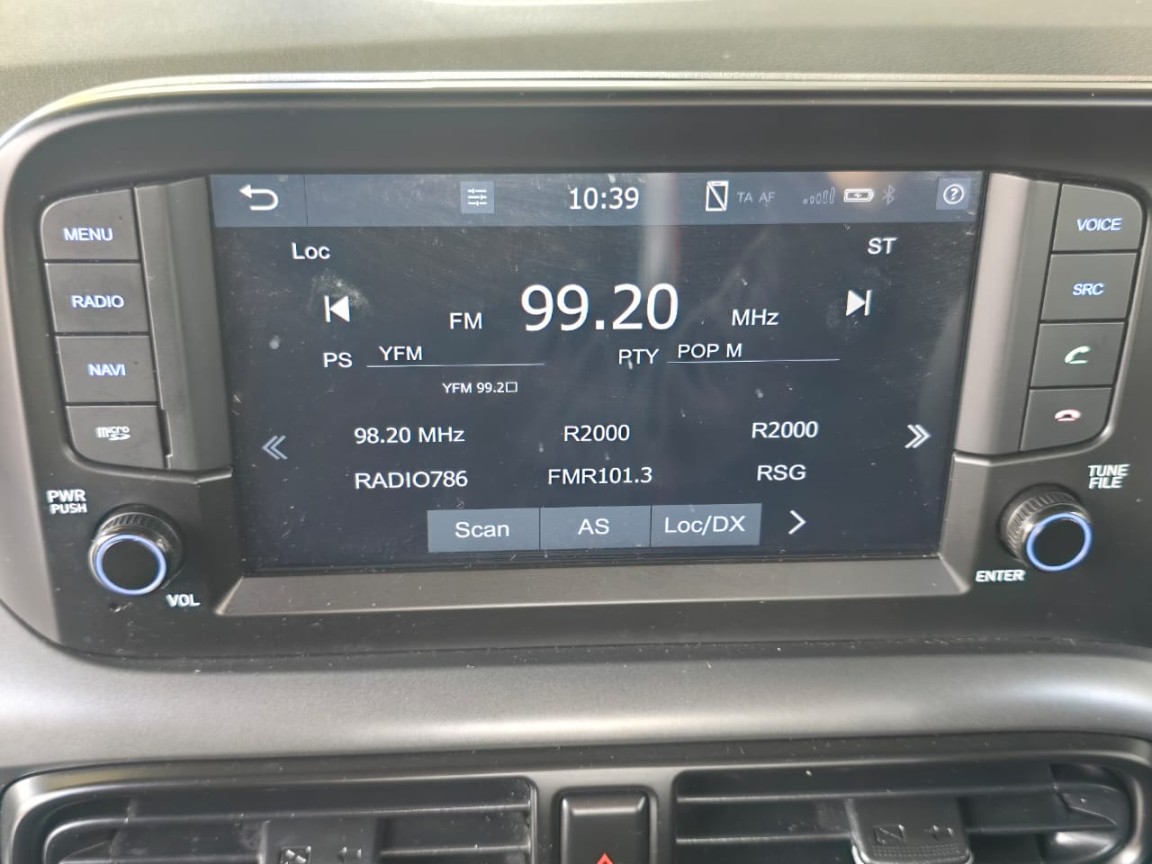 10:39 TA AF ?
MENU VOICE
Loc ST
RADIO SRC
FM 99.20 MHz
PS YFM PTY POP M
NAVI YFM 99.2□
98.20 MHz R2000 R2000
micro SD
RADIO786 FMR101.3 RSG
PWR PUSH
TUNE FILE
Scan AS Loc/DX
VOL ENTER